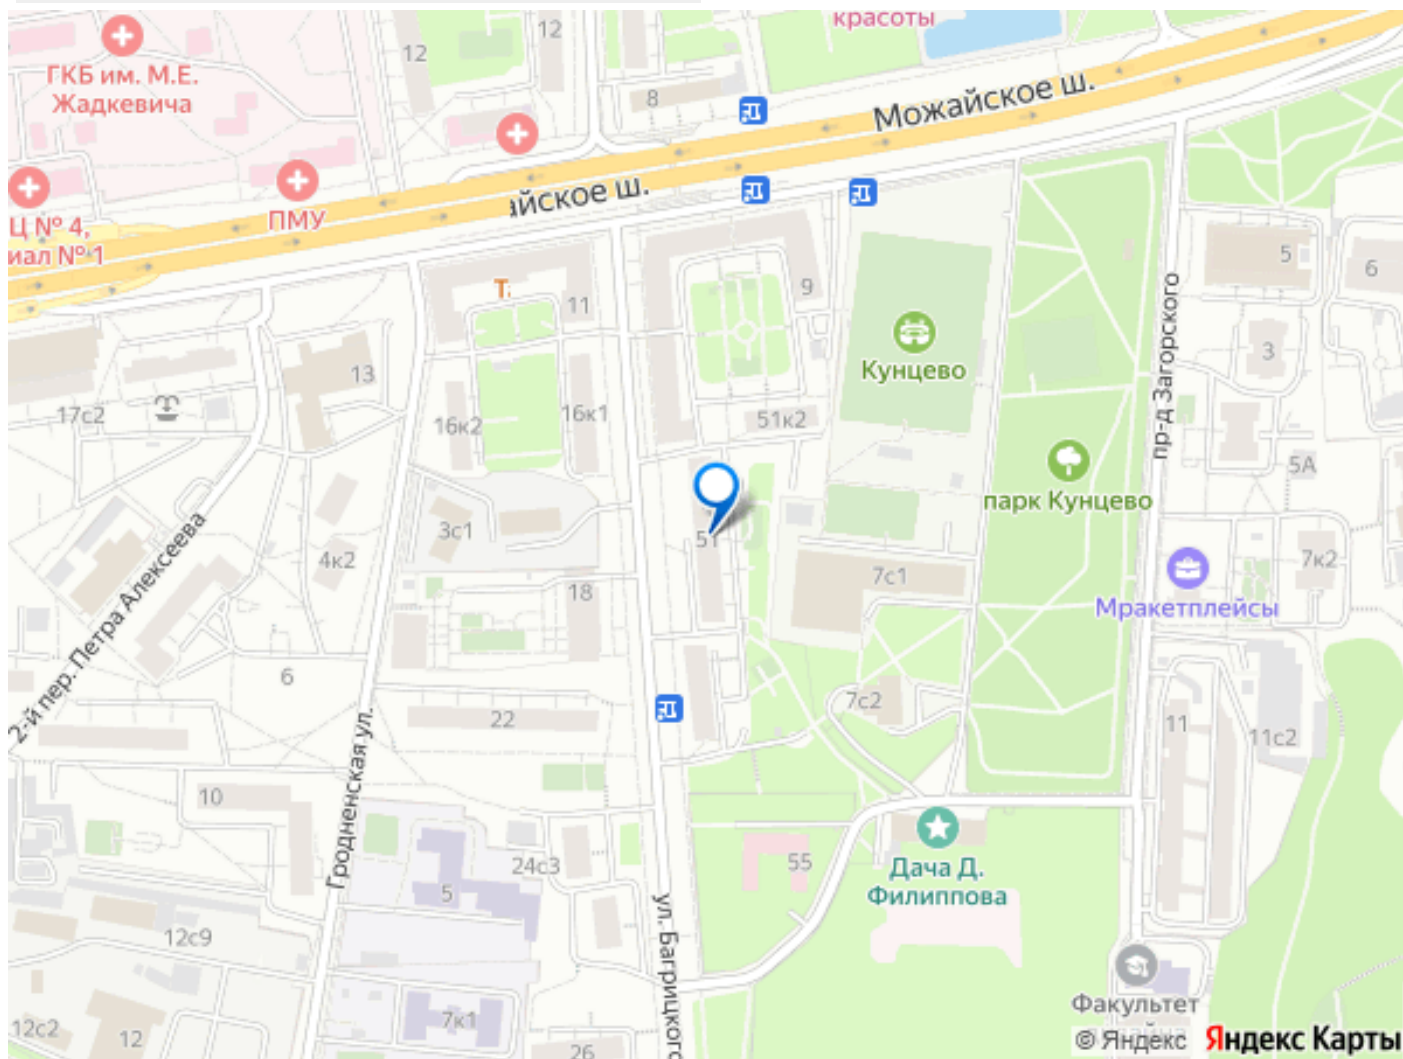 красоты
12
12
ГКБ им. М.Е.
Жадкевича
8
Можайское ш.
ПМУ
айское ш.
Ц № 4,
иал № 1
5
6
9
11
Кунцево
3
13
17с2
16к2
16к1
51к2
пр-д Загорского
5А
парк Кунцево
3с1
51
4к2
7с1
7к2
Мракетплейсы
18
2-й пер. Петра Алексеева
6
22
7с2
11
11с2
Гродненская ул.
10
Дача Д.
Филиппова
55
24с3
5
ул. Багрицкого
12с9
Факультет
12с2
12
7к1
26
© Яндекс Яндекс Карты